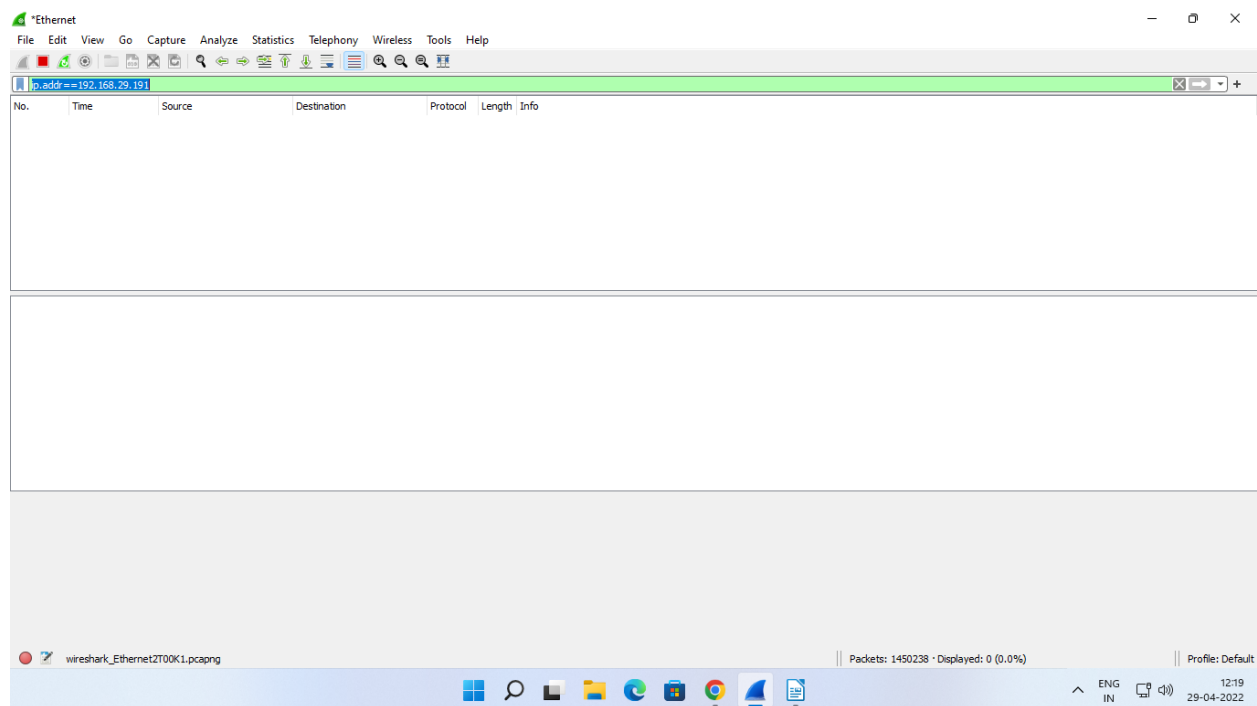 *Ethernet
File Edit View Go Capture Analyze Statistics Telephony Wireless Tools Help
ip.addr==192.168.29.191
No. Time Source Destination Protocol Length Info
wireshark_Ethernet2T00K1.pcapng Packets: 1450238 · Displayed: 0 (0.0%) Profile: Default
ENG 12:19
IN 29-04-2022